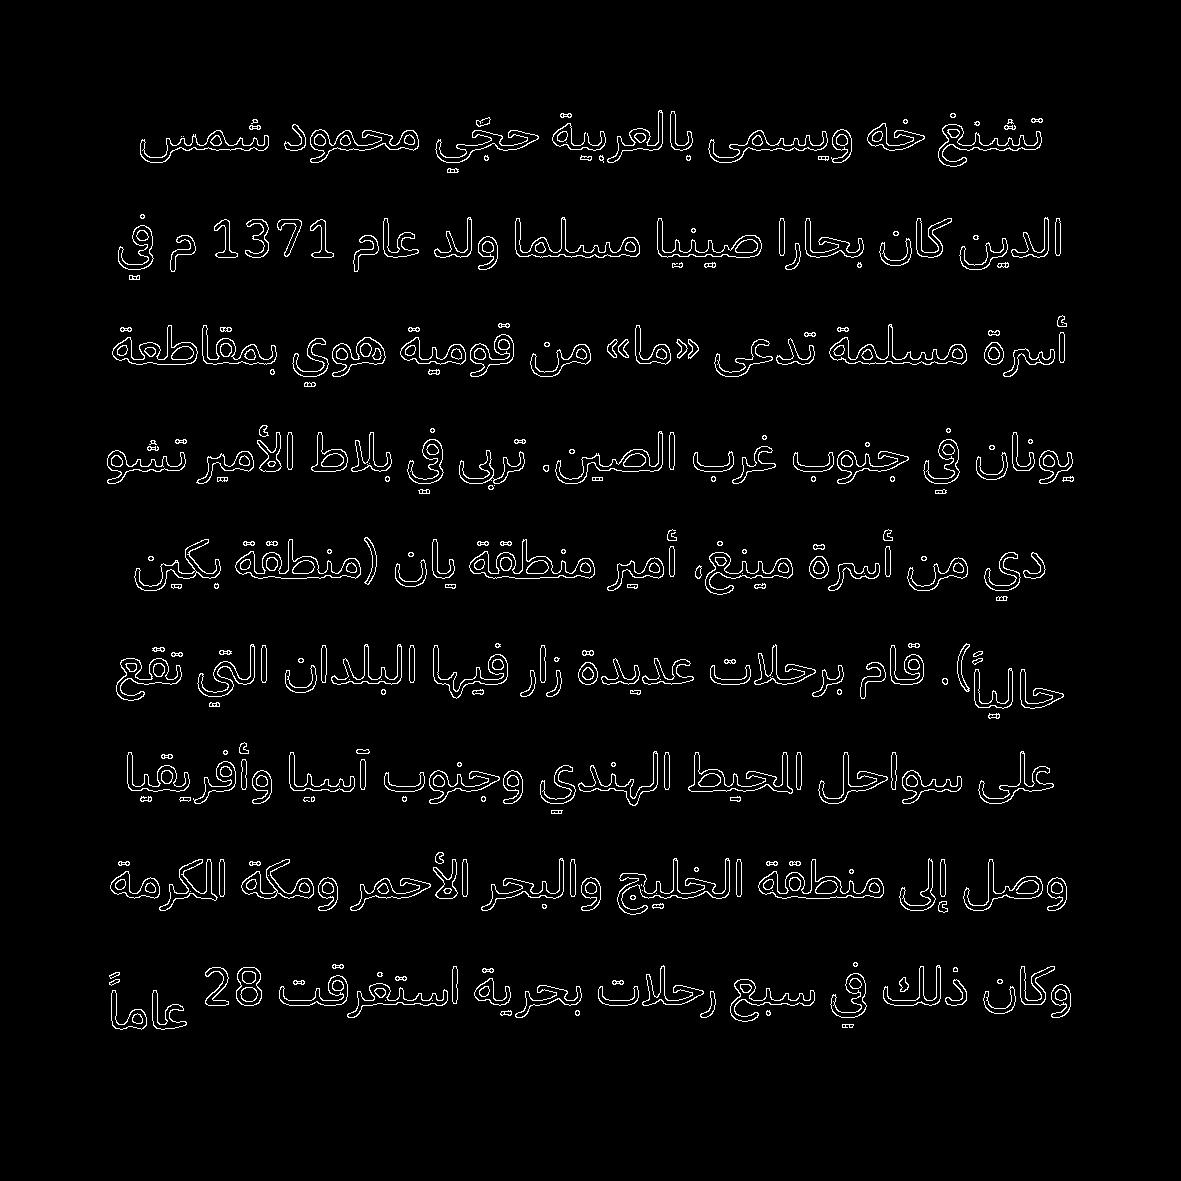 تشنغ خه ويسمى بالعربية حجّي محمود شمس
الدين كان بحارا صينيا مسلما ولد عام 1371 م في
أسرة مسلمة تدعى «ما» من قومية هوي بمقاطعة
يونان في جنوب غرب الصين. تربى في بلاط الأمير تشو
دي من أسرة مينغ، أمير منطقة يان (منطقة بكين
حالياً). قام برحلات عديدة زار فيها البلدان التي تقع
على سواحل المحيط الهندي وجنوب آسيا وأفريقيا
وصل إلى منطقة الخليج والبحر الأحمر ومكة المكرمة
وكان ذلك في سبع رحلات بحرية استغرقت 28 عاماً